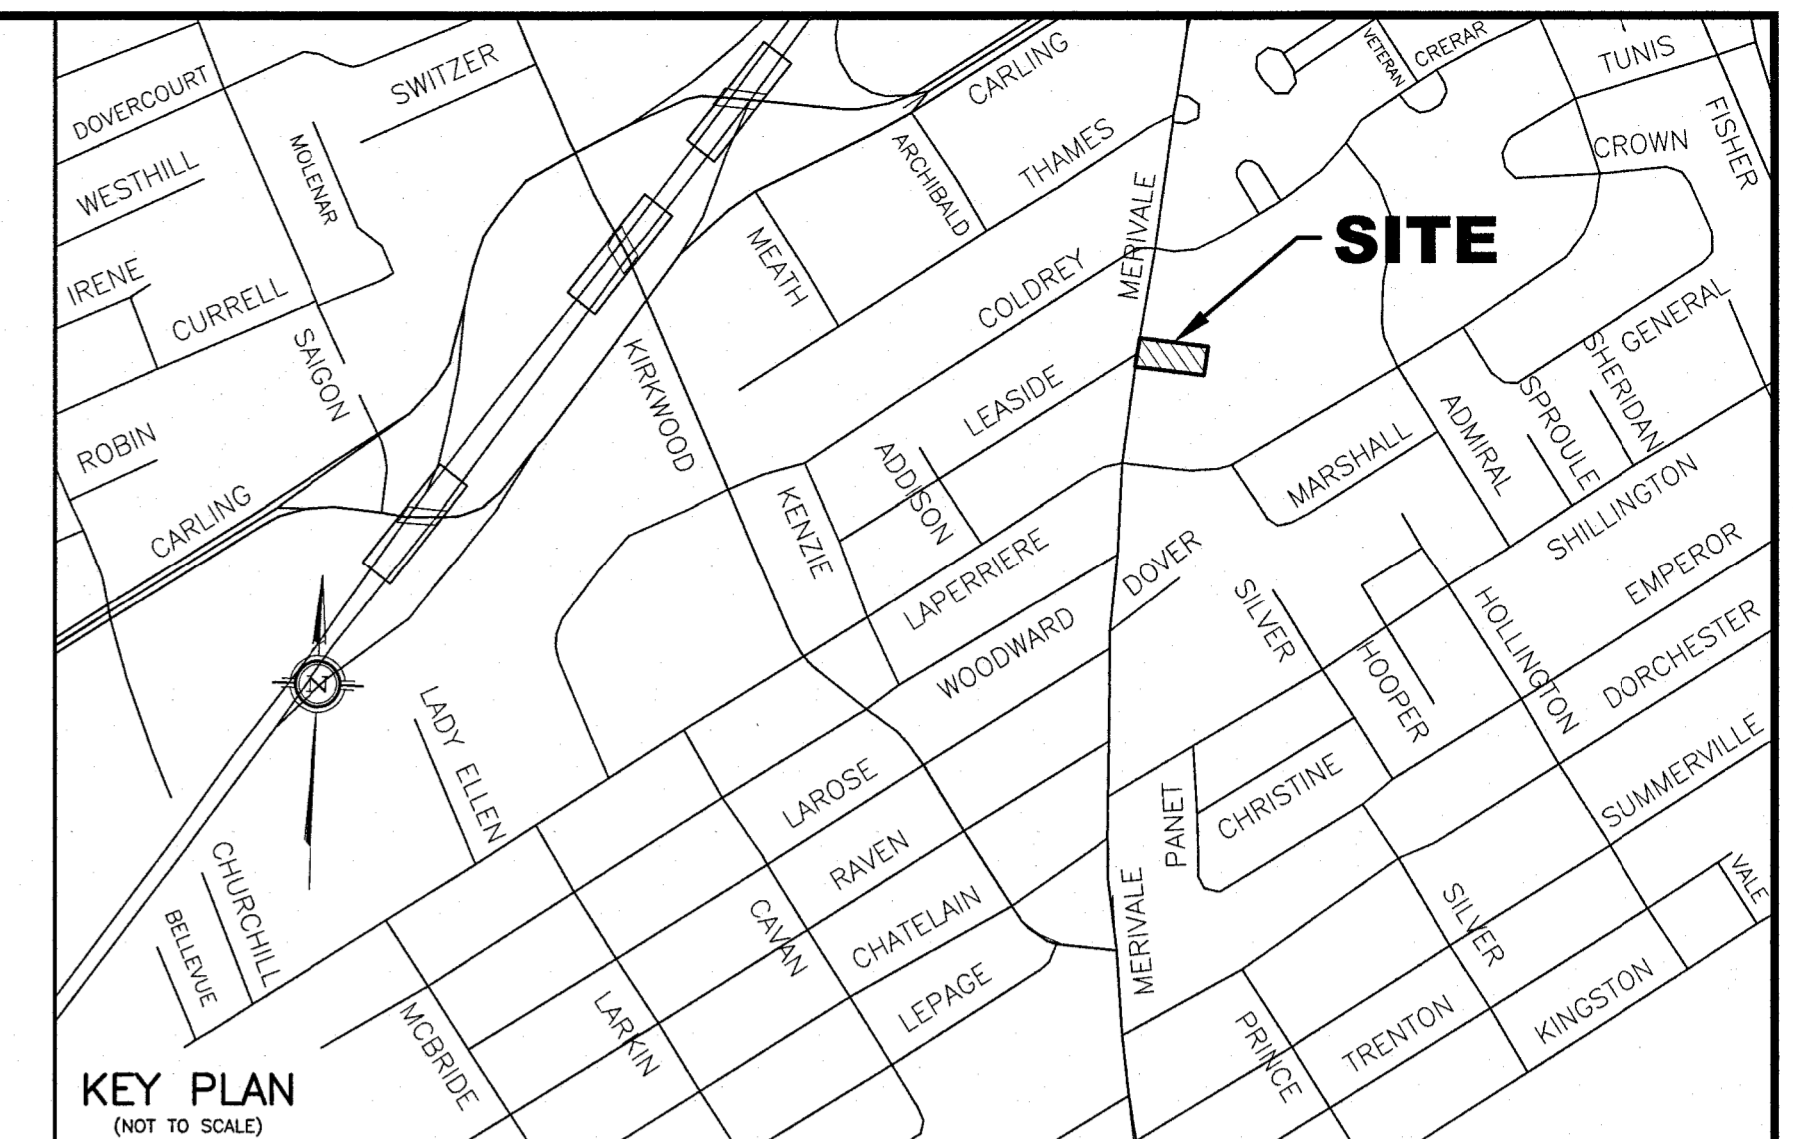 DOVERCOURT
SWITZER
CARLING
VETERAN
CRERAR
TUNIS
WESTHILL
MOLENAR
ARCHIBALD
THAMES
CROWN
FISHER
IRENE
CURRELL
MEATH
COLDREY
MERIVALE
SITE
SAIGON
KIRKWOOD
LEASIDE
SHERIDAN
GENERAL
ROBIN
CARLING
KENZIE
ADDISON
MARSHALL
ADMIRAL
SPROULE
SHILLINGTON
LAPERRIERE
DOVER
SILVER
EMPEROR
N
WOODWARD
HOOPER
HOLLINGTON
DORCHESTER
LADY ELLEN
LAROSE
PANET
CHRISTINE
SUMMERVILLE
CHURCHILL
RAVEN
VALE
BELLEVUE
CAVAN
CHATELAIN
MERIVALE
SILVER
MCBRIDE
LARKIN
LEPAGE
PRINCE
TRENTON
KINGSTON
KEY PLAN
(NOT TO SCALE)